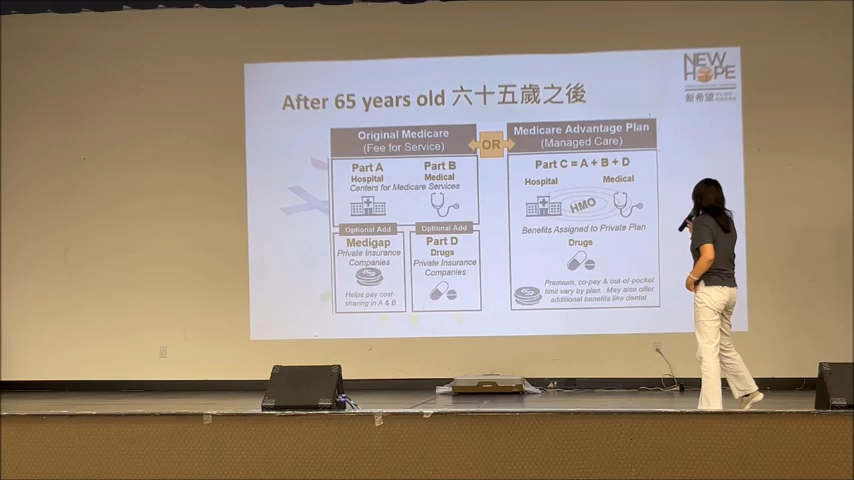 After 65 years old 六十五歲之後
NEW
HOPE
新希望
Original Medicare
(Fee for Service)
OR
Medicare Advantage Plan
(Managed Care)
Part A
Hospital
Part B
Medical
Centers for Medicare Services
Optional Add
Medigap
Private Insurance
Companies
Helps pay cost-
sharing in A & B
Optional Add
Part D
Drugs
Private Insurance
Companies
Part C = A + B + D
Hospital
Medical
HMO
Benefits Assigned to Private Plan
Drugs
Premium, co-pay & out-of pocket
limit vary by plan. May also offer
additional benefits like dental.